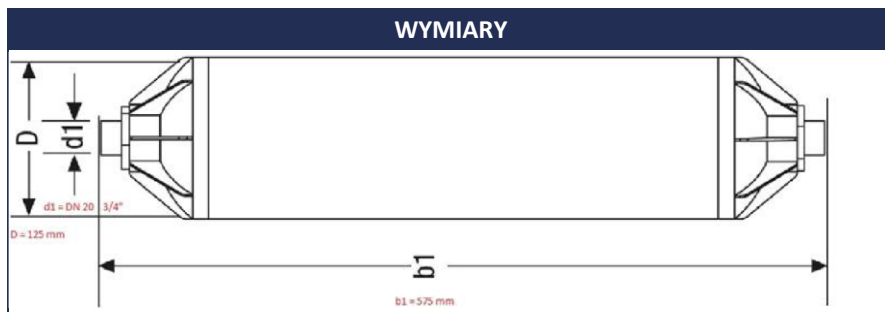 WYMIARY
D
d1
d1 = DN 20 3/4"
D = 125 mm
b1
b1 = 575 mm